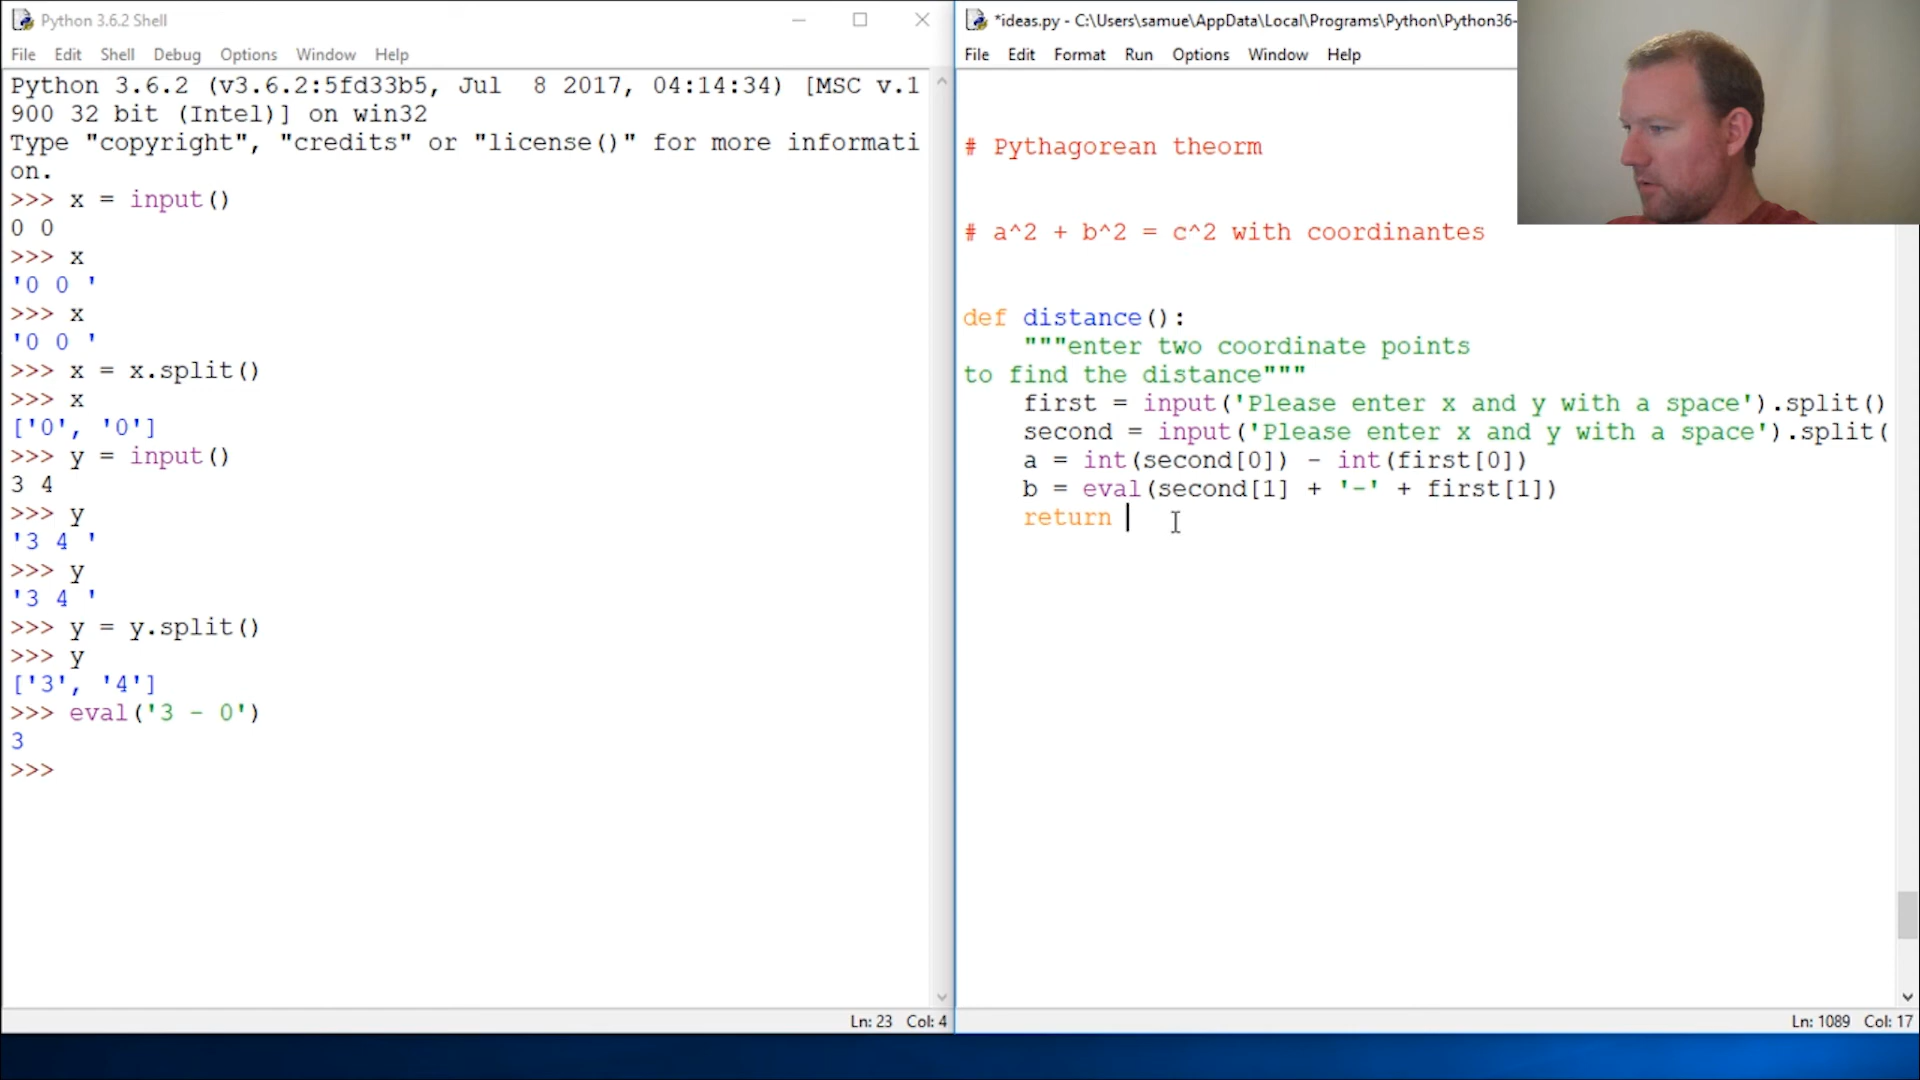 Python 3.6.2 Shell
File Edit Shell Debug Options Window Help
Python 3.6.2 (v3.6.2:5fd33b5, Jul  8 2017, 04:14:34) [MSC v.1
900 32 bit (Intel)] on win32
Type "copyright", "credits" or "license()" for more informati
on.
>>> x = input()
0 0
>>> x
'0 0 '
>>> x
'0 0 '
>>> x = x.split()
>>> x
['0', '0']
>>> y = input()
3 4
>>> y
'3 4 '
>>> y
'3 4 '
>>> y = y.split()
>>> y
['3', '4']
>>> eval('3 - 0')
3
>>>
Ln: 23 Col: 4
*ideas.py - C:\Users\samue\AppData\Local\Programs\Python\Python36-
File Edit Format Run Options Window Help
# Pythagorean theorm
# a^2 + b^2 = c^2 with coordinantes
def distance():
    """enter two coordinate points
to find the distance"""
    first = input('Please enter x and y with a space').split()
    second = input('Please enter x and y with a space').split(
    a = int(second[0]) - int(first[0])
    b = eval(second[1] + '-' + first[1])
    return
Ln: 1089 Col: 17